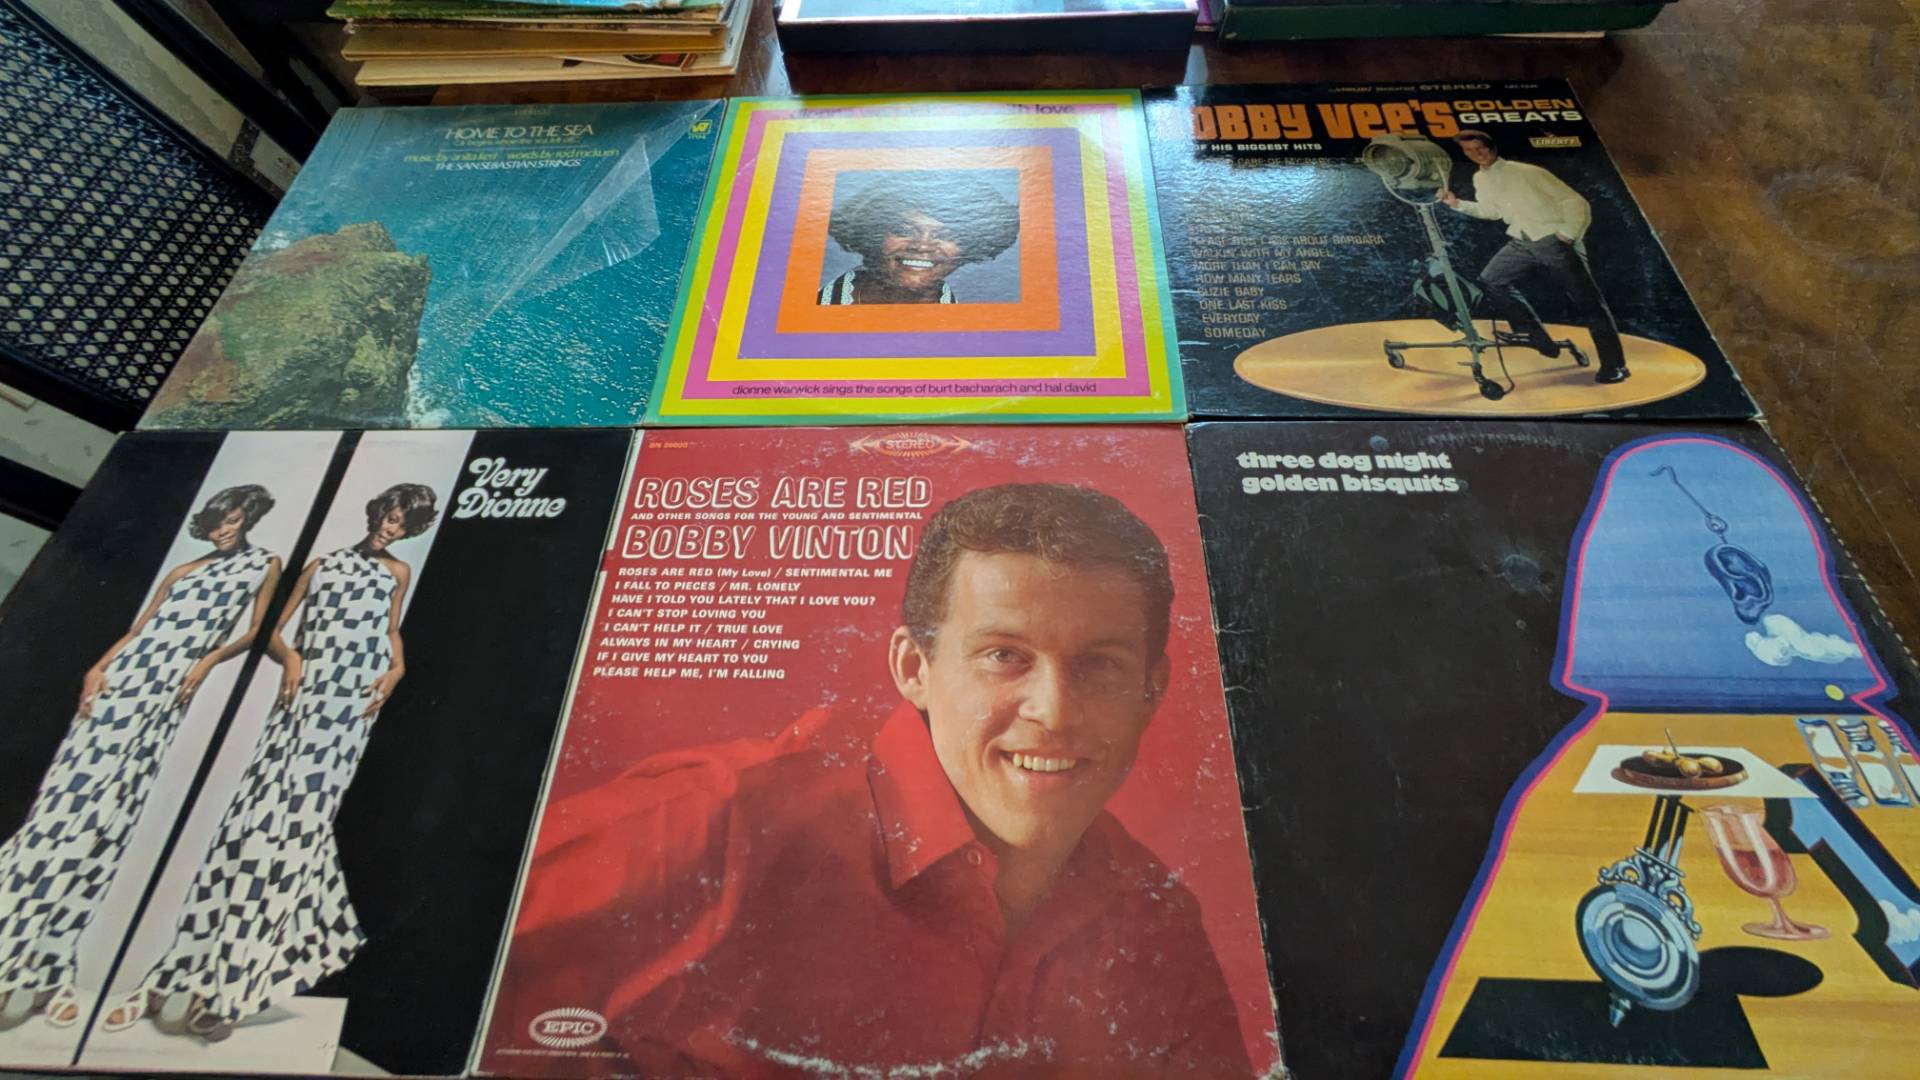 HOME TO THE SEA
music by anita kerr words by rod mckuen
THE SAN SEBASTIAN STRINGS
love
dionne warwick sings the songs of burt bacharach and hal david
STEREO
OBBY Vee's GOLDEN
GREATS
OF HIS BIGGEST HITS
LIBERTY
PLEASE DON'T ASK ABOUT BARBARA
WALKIN' WITH MY ANGEL
MORE THAN I CAN SAY
HOW MANY TEARS
SUZIE BABY
ONE LAST KISS
EVERYDAY
SOMEDAY
Very
Dionne
STEREO
ROSES ARE RED
AND OTHER SONGS FOR THE YOUNG AND SENTIMENTAL
BOBBY VINTON
ROSES ARE RED (My Love) / SENTIMENTAL ME
I FALL TO PIECES / MR. LONELY
HAVE I TOLD YOU LATELY THAT I LOVE YOU?
I CAN'T STOP LOVING YOU
I CAN'T HELP IT / TRUE LOVE
ALWAYS IN MY HEART / CRYING
IF I GIVE MY HEART TO YOU
PLEASE HELP ME, I'M FALLING
EPIC
three dog night
golden bisquits